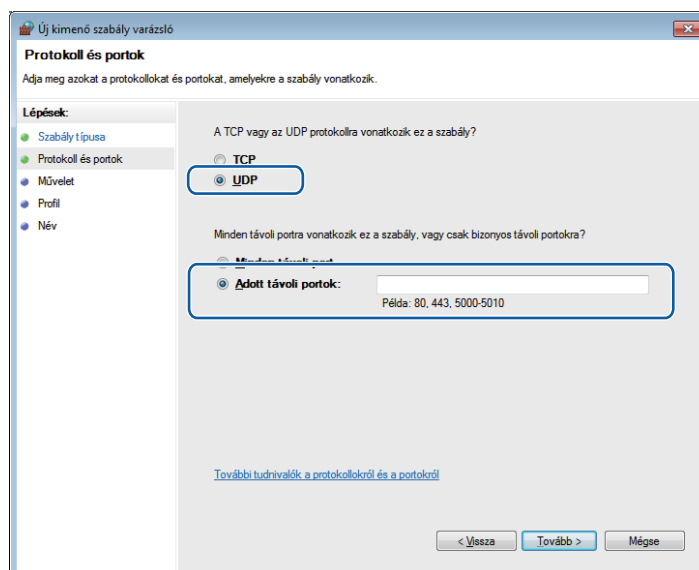 Új kimenő szabály varázsló
Protokoll és portok
Adja meg azokat a protokollokat és portokat, amelyekre a szabály vonatkozik.
Lépések:
Szabály típusa
Protokoll és portok
Művelet
Profil
Név
A TCP vagy az UDP protokollra vonatkozik ez a szabály?
TCP
UDP
Minden távoli portra vonatkozik ez a szabály, vagy csak bizonyos távoli portokra?
Minden távoli port
Adott távoli portok:
Példa: 80, 443, 5000-5010
További tudnivalók a protokollokról és a portokról
< Vissza
Tovább >
Mégse